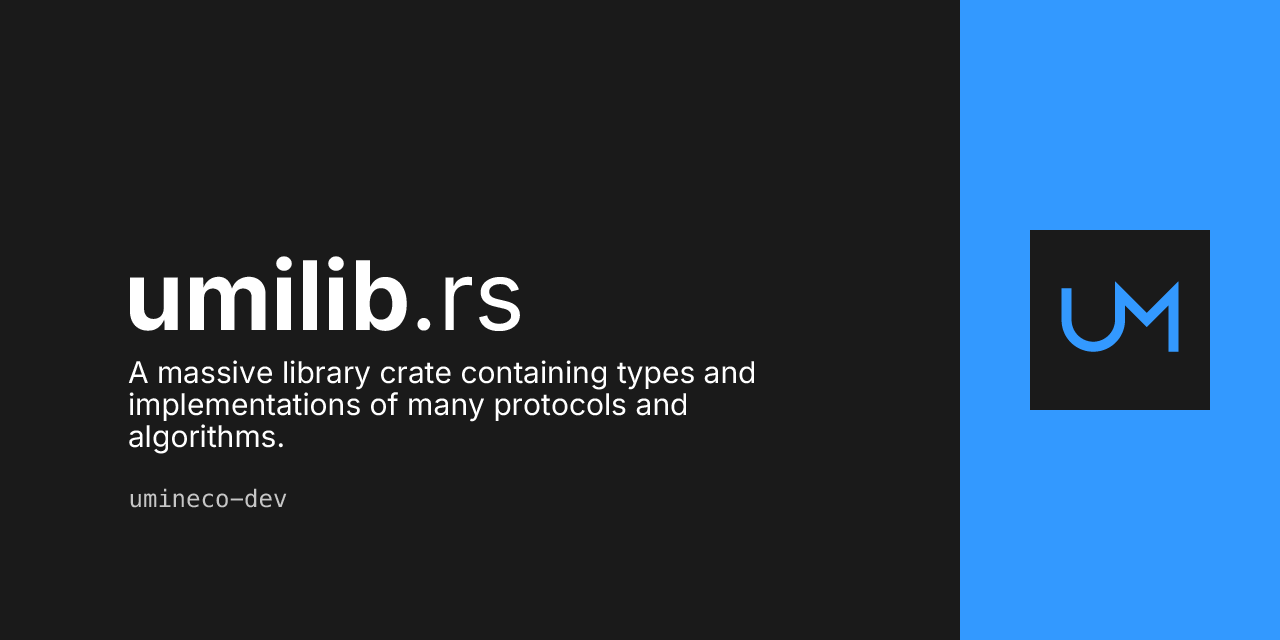 umilib.rs
A massive library crate containing types and
implementations of many protocols and
algorithms.
umineco-dev
UM